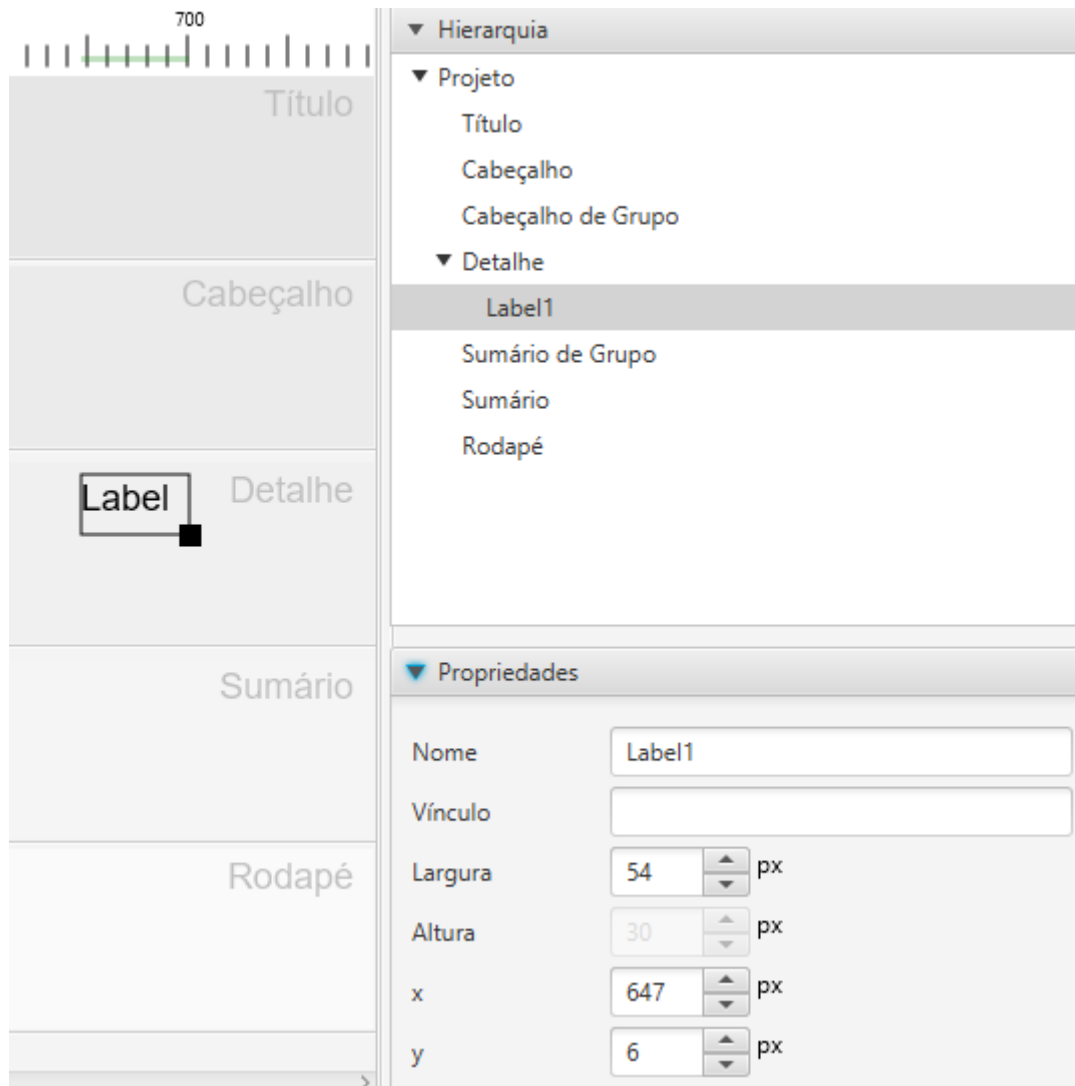 700
Título
Cabeçalho
Label
Detalhe
Sumário
Rodapé
Hierarquia
Projeto
Título
Cabeçalho
Cabeçalho de Grupo
Detalhe
Label1
Sumário de Grupo
Sumário
Rodapé
Propriedades
Nome Label1
Vínculo
Largura 54 px
Altura 30 px
x 647 px
y 6 px